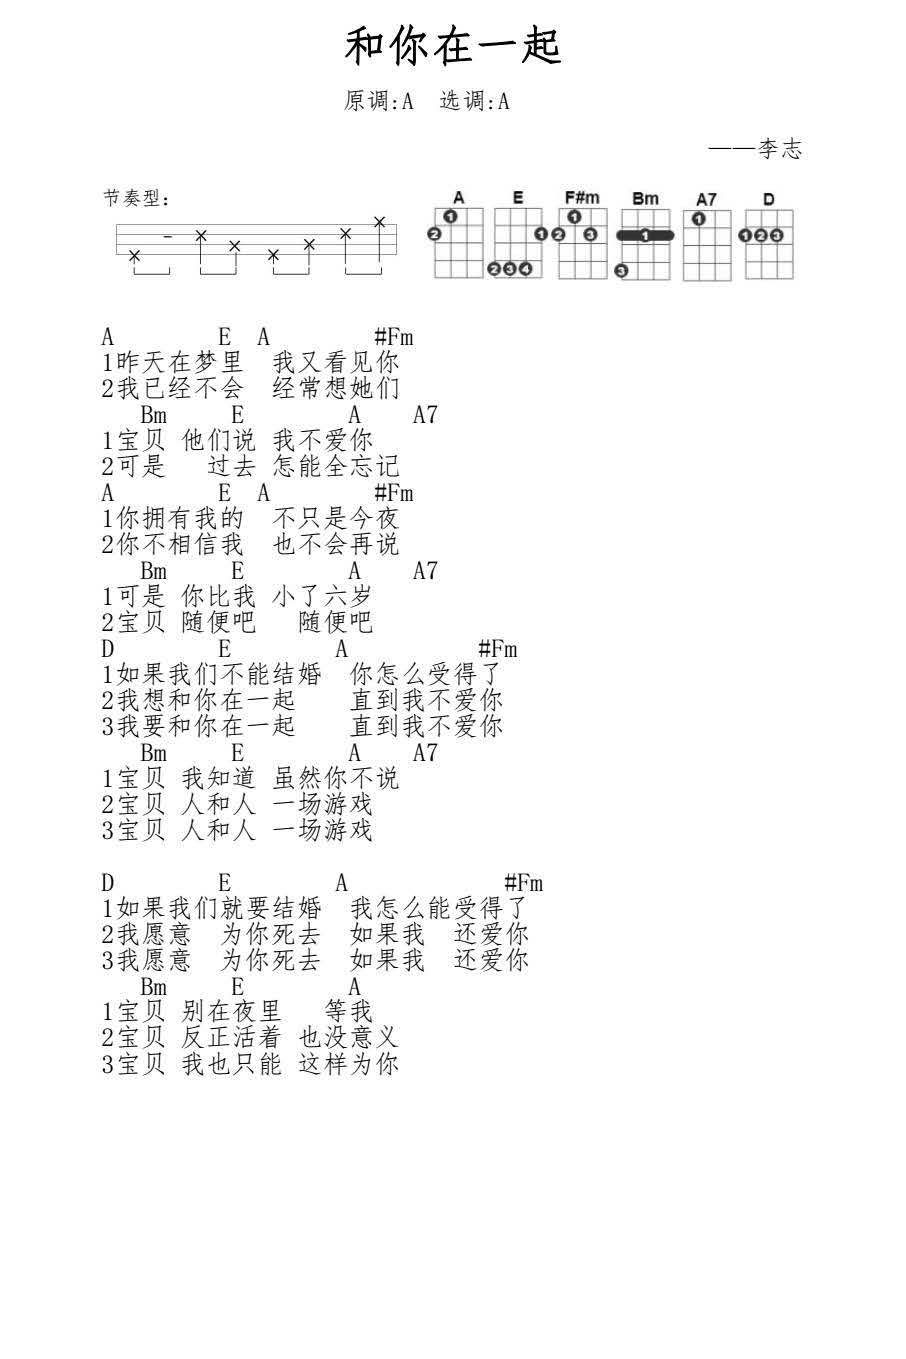 和你在一起
原调:A 选调:A
——李志
节奏型:
A E F#m Bm A7 D
A E A #Fm
1昨天在梦里 我又看见你
2我已经不会 经常想她们
Bm E A A7
1宝贝 他们说 我不爱你
2可是 过去 怎能全忘记
A E A #Fm
1你拥有我的 不只是今夜
2你不相信我 也不会再说
Bm E A A7
1可是 你比我 小了六岁
2宝贝 随便吧 随便吧
D E A #Fm
1如果我们不能结婚 你怎么受得了
2我想和你在一起 直到我不爱你
3我要和你在一起 直到我不爱你
Bm E A A7
1宝贝 我知道 虽然你不说
2宝贝 人和人 一场游戏
3宝贝 人和人 一场游戏
D E A #Fm
1如果我们就要结婚 我怎么能受得了
2我愿意 为你死去 如果我 还爱你
3我愿意 为你死去 如果我 还爱你
Bm E A
1宝贝 别在夜里 等我
2宝贝 反正活着 也没意义
3宝贝 我也只能 这样为你